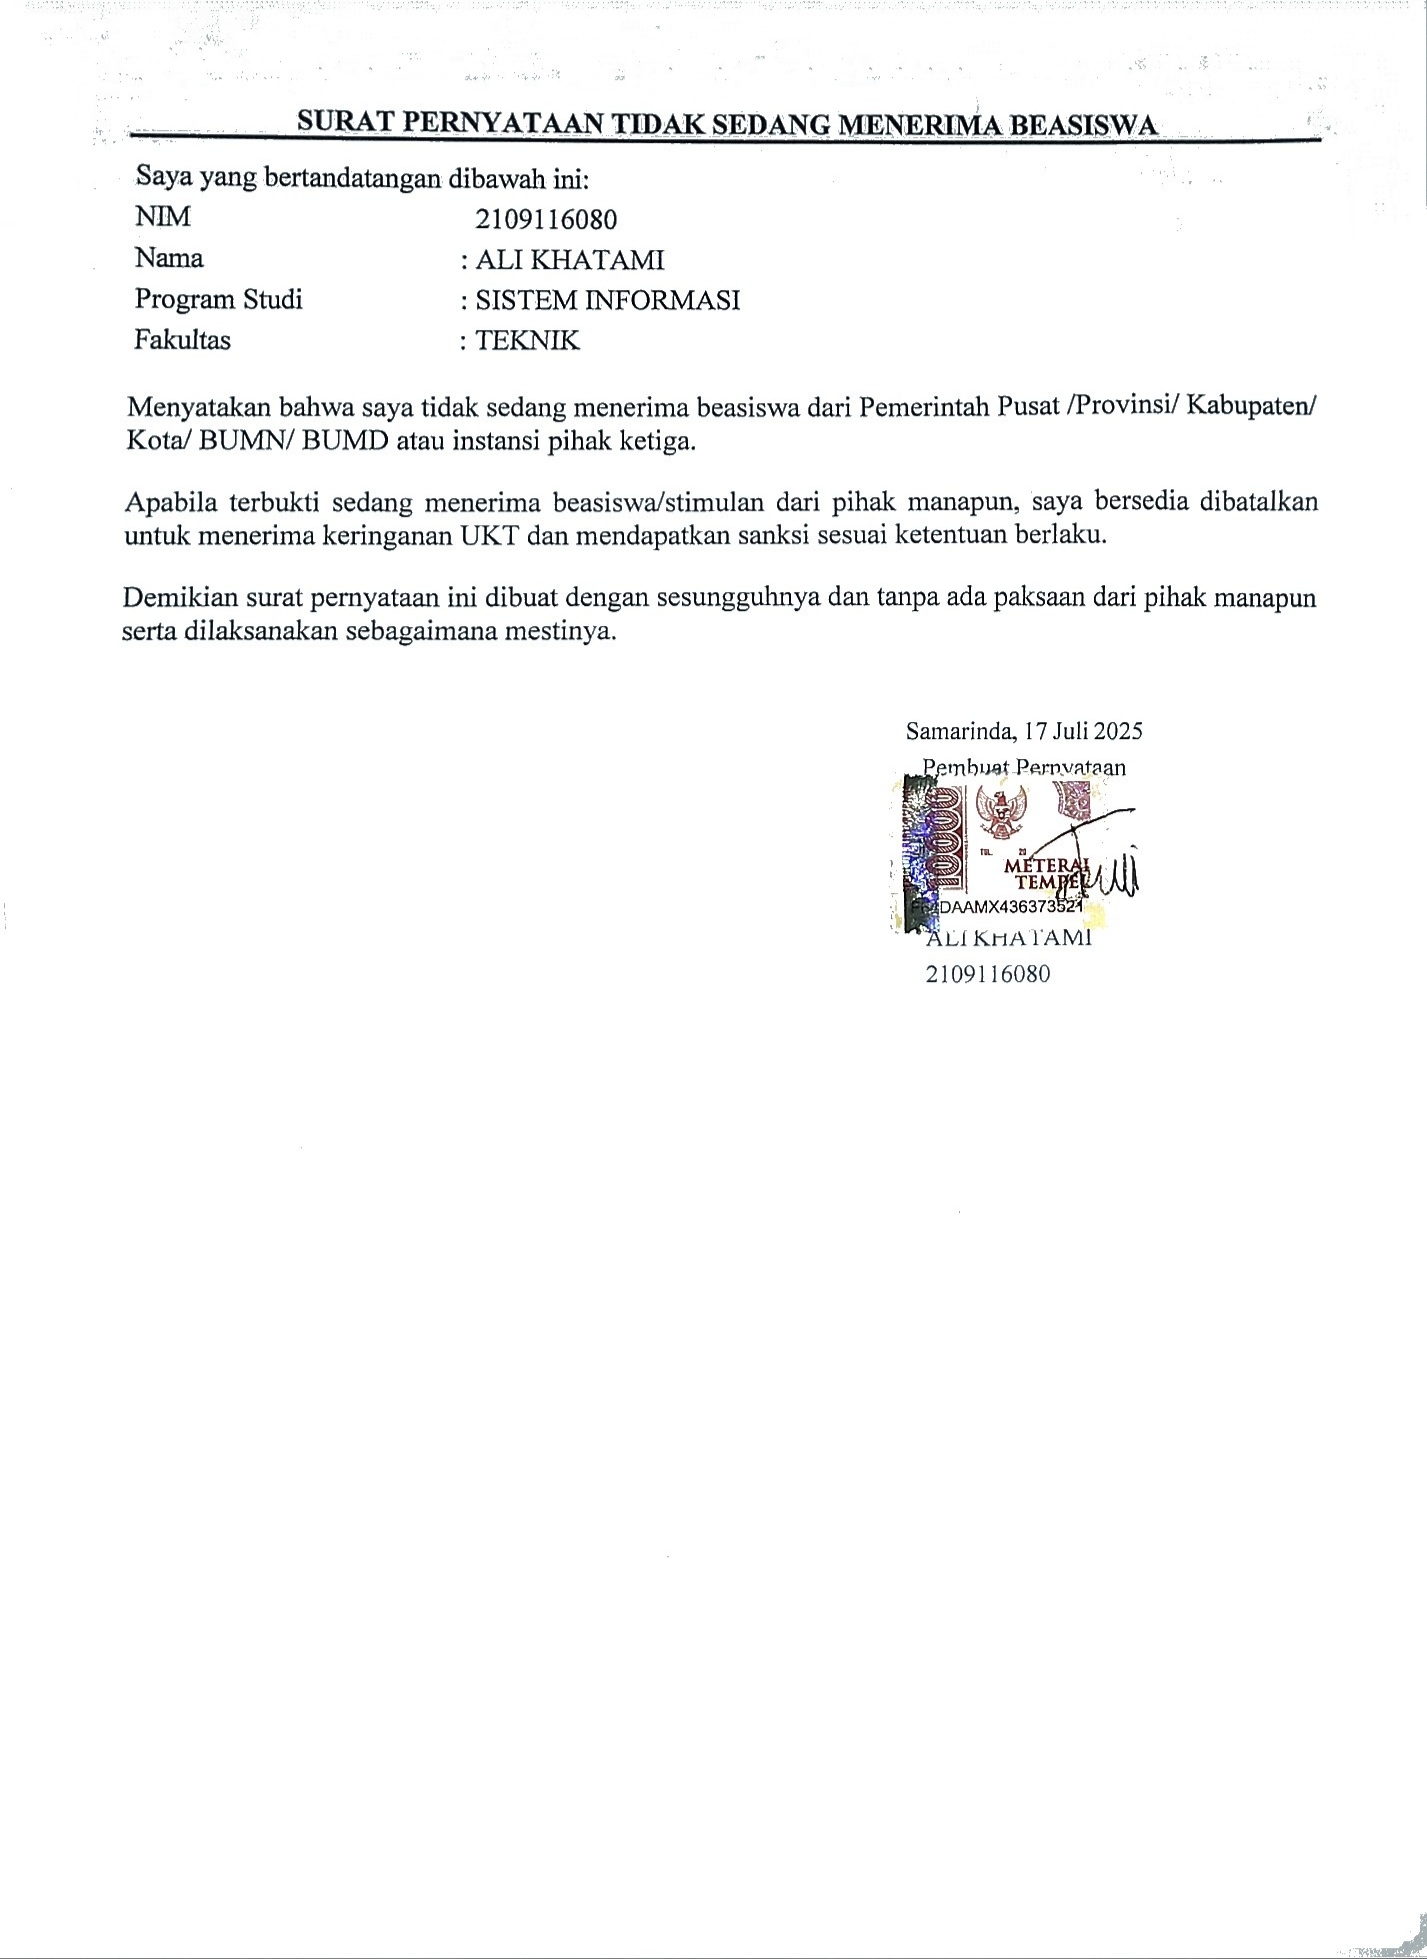 SURAT PERNYATAAN TIDAK SEDANG MENERIMA BEASISWA
Saya yang bertandatangan dibawah ini:
NIM 2109116080
Nama : ALI KHATAMI
Program Studi : SISTEM INFORMASI
Fakultas : TEKNIK
Menyatakan bahwa saya tidak sedang menerima beasiswa dari Pemerintah Pusat /Provinsi/ Kabupaten/
Kota/ BUMN/ BUMD atau instansi pihak ketiga.
Apabila terbukti sedang menerima beasiswa/stimulan dari pihak manapun, saya bersedia dibatalkan
untuk menerima keringanan UKT dan mendapatkan sanksi sesuai ketentuan berlaku.
Demikian surat pernyataan ini dibuat dengan sesungguhnya dan tanpa ada paksaan dari pihak manapun
serta dilaksanakan sebagaimana mestinya.
Samarinda, 17 Juli 2025
Pembuat Pernyataan
10000
TGL. 20
METERAI
TEMPEL
DAAMX436373521
ALI KHATAMI
2109116080